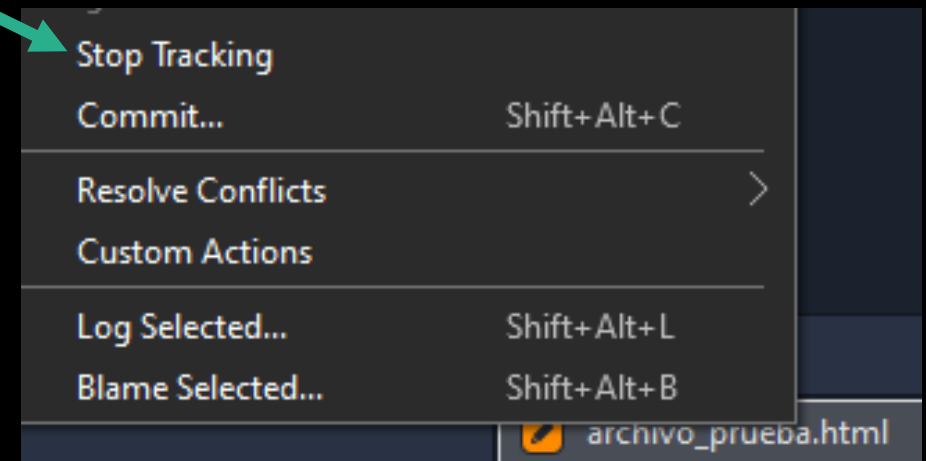 Stop Tracking
Commit... Shift+Alt+C
Resolve Conflicts
Custom Actions
Log Selected... Shift+Alt+L
Blame Selected... Shift+Alt+B
archivo_prueba.html